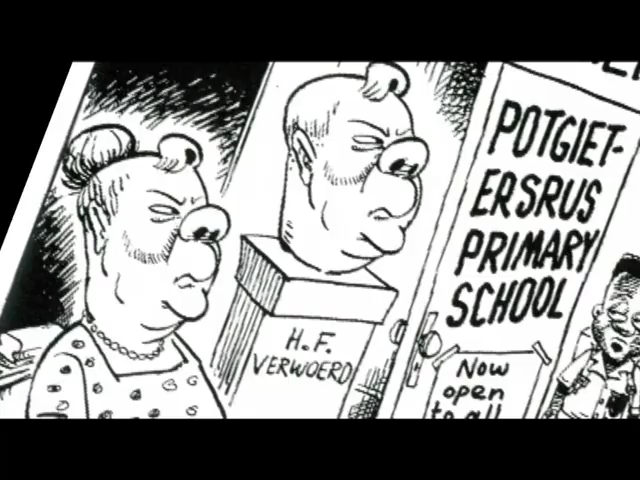 H.F.
VERWOERD
POTGIET-
ERSRUS
PRIMARY
SCHOOL
Now
open
to all